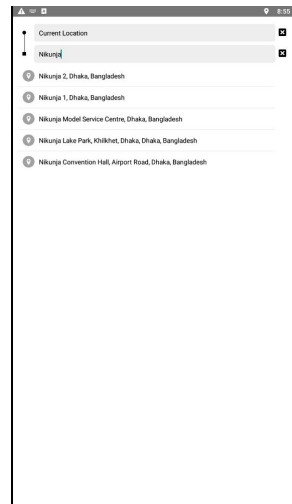 8:55
Current Location
Nikunja
Nikunja 2, Dhaka, Bangladesh
Nikunja 1, Dhaka, Bangladesh
Nikunja Model Service Centre, Dhaka, Bangladesh
Nikunja Lake Park, Khilkhet, Dhaka, Dhaka, Bangladesh
Nikunja Convention Hall, Airport Road, Dhaka, Bangladesh